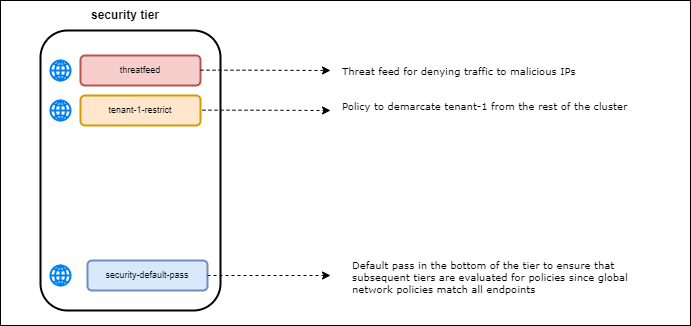 security tier
threatfeed
Threat feed for denying traffic to malicious IPs
tenant-1-restrict
Policy to demarcate tenant-1 from the rest of the cluster
security-default-pass
Default pass in the bottom of the tier to ensure that
subsequent tiers are evaluated for policies since global
network policies match all endpoints